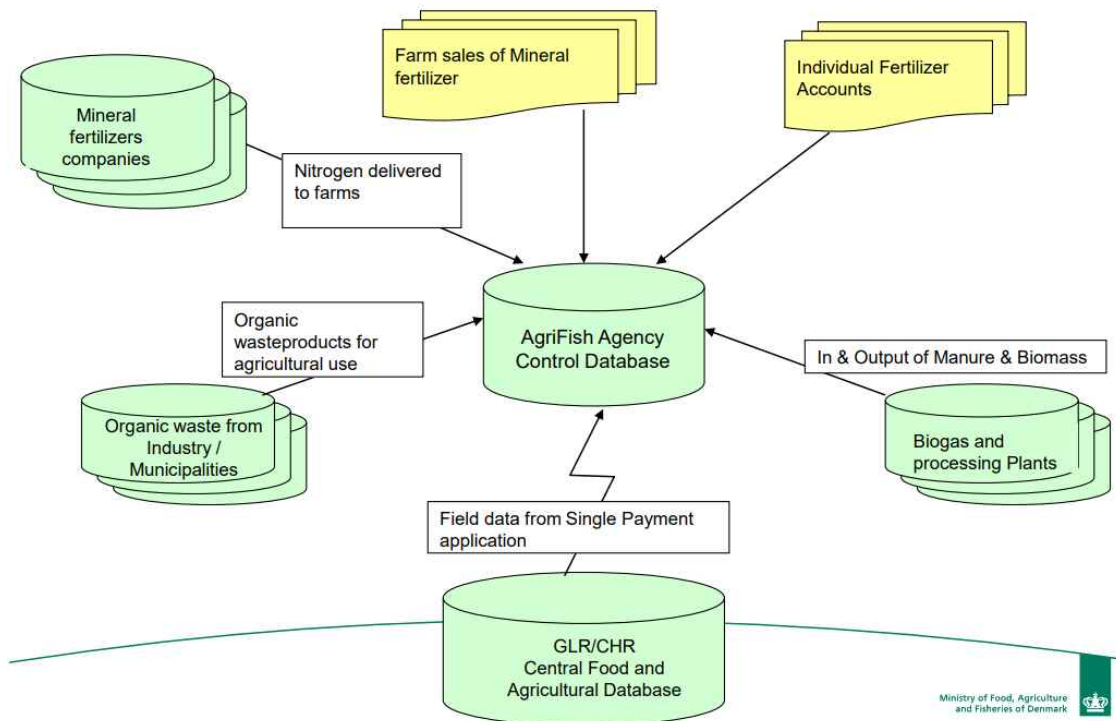 Farm sales of Mineral
fertilizer
Individual Fertilizer
Accounts
Mineral
fertilizers
companies
Nitrogen delivered
to farms
Organic
wasteproducts for
agricultural use
AgriFish Agency
Control Database
In & Output of Manure & Biomass
Organic waste from
Industry /
Municipalities
Biogas and
processing Plants
Field data from Single Payment
application
GLR/CHR
Central Food and
Agricultural Database
Ministry of Food, Agriculture
and Fisheries of Denmark